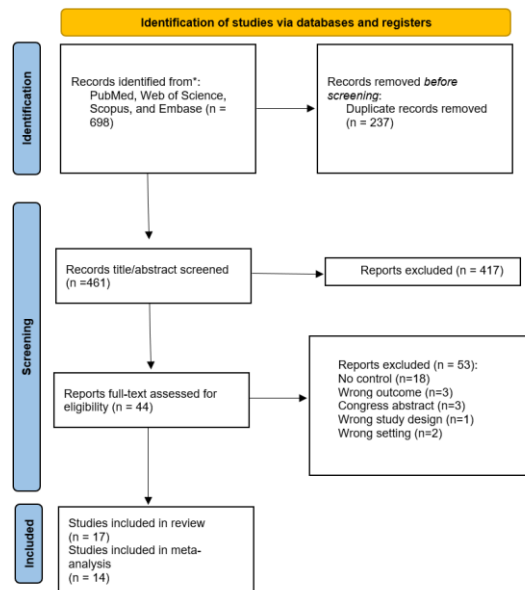 Identification of studies via databases and registers
Identification
Records identified from*:
PubMed, Web of Science,
Scopus, and Embase (n =
698)
Records removed before
screening:
Duplicate records removed
(n = 237)
Screening
Records title/abstract screened
(n =461)
Reports excluded (n = 417)
Reports full-text assessed for
eligibility (n = 44)
Reports excluded (n = 53):
No control (n=18)
Wrong outcome (n=3)
Congress abstract (n=3)
Wrong study design (n=1)
Wrong setting (n=2)
Included
Studies included in review
(n = 17)
Studies included in meta-
analysis
(n = 14)